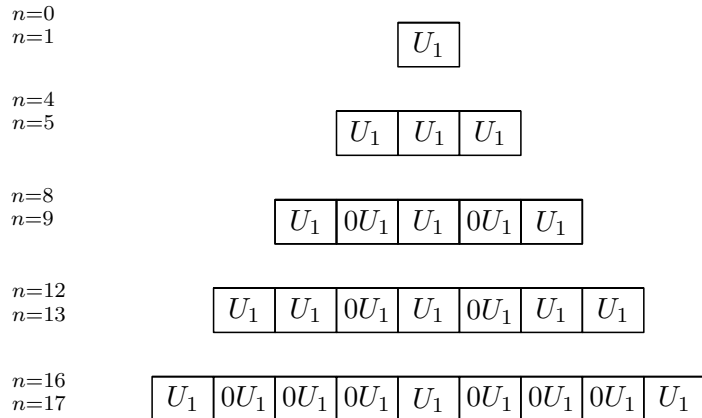 n=0
n=1
U₁
n=4
n=5
U₁ U₁ U₁
n=8
n=9
U₁ 0U₁ U₁ 0U₁ U₁
n=12
n=13
U₁ U₁ 0U₁ U₁ 0U₁ U₁ U₁
n=16
n=17
U₁ 0U₁ 0U₁ 0U₁ U₁ 0U₁ 0U₁ 0U₁ U₁